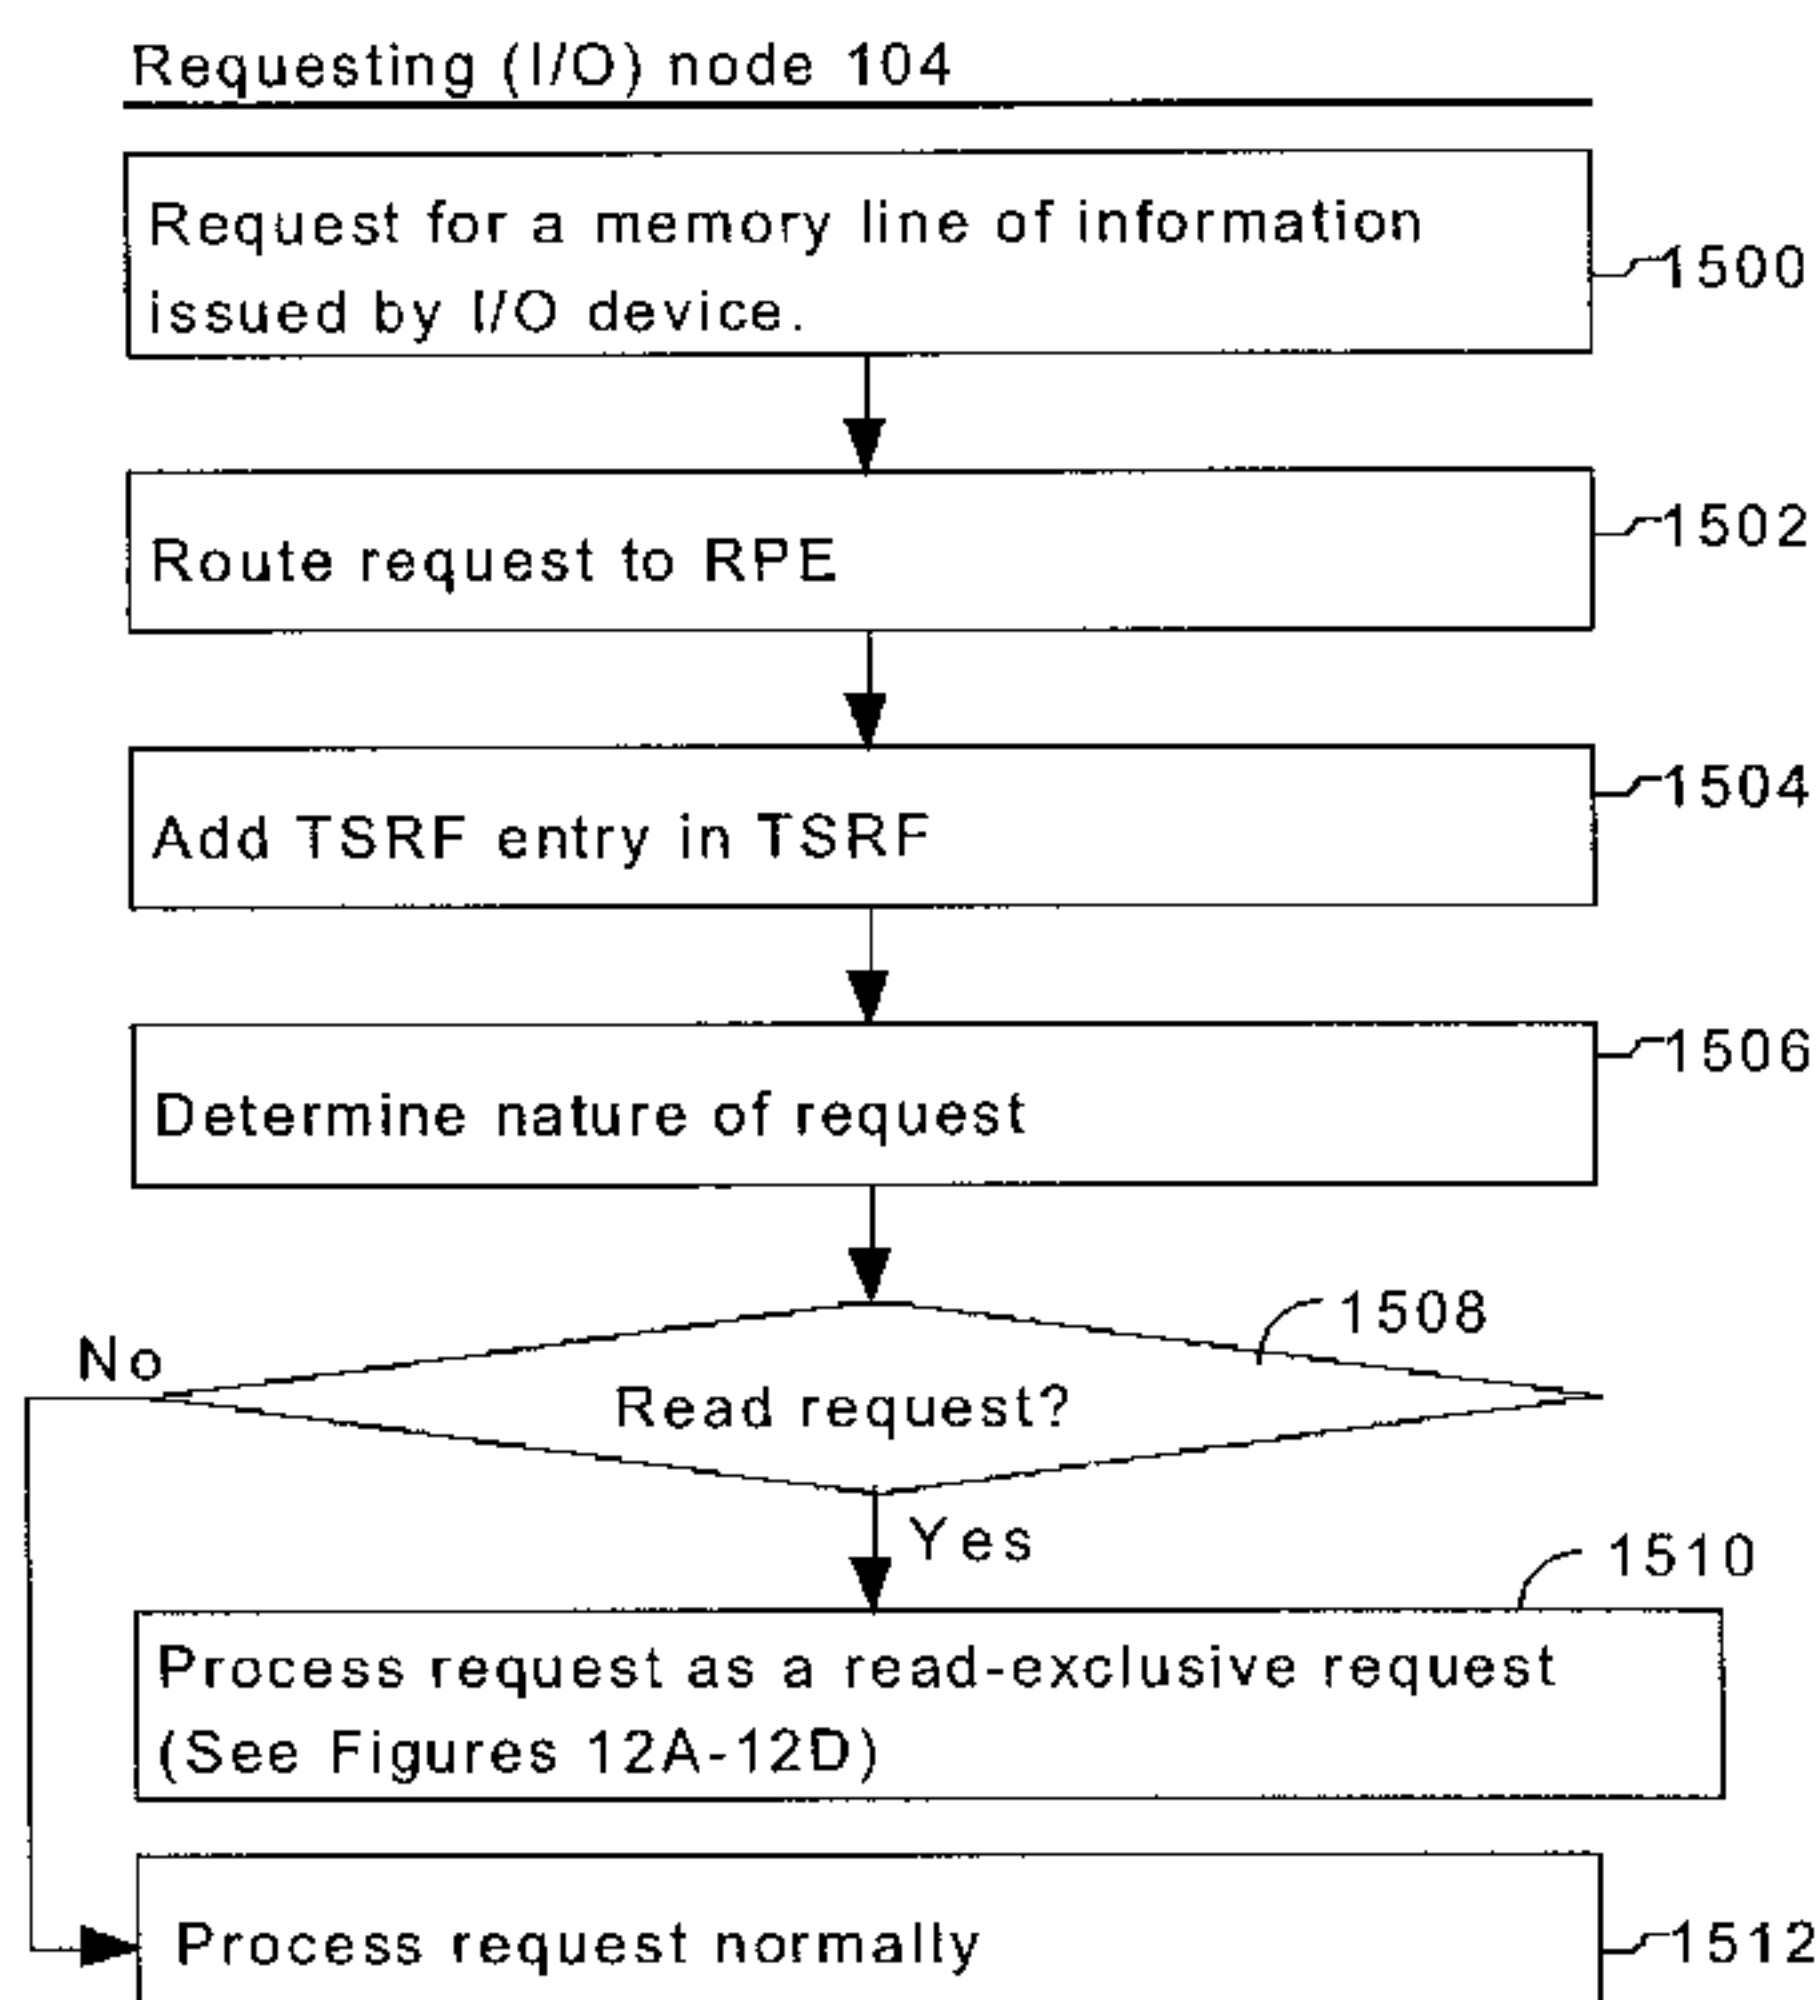 Requesting (I/O) node 104
Request for a memory line of information
issued by I/O device.
1500
Route request to RPE
1502
Add TSRF entry in TSRF
1504
Determine nature of request
1506
1508
No
Read request?
Yes
1510
Process request as a read-exclusive request
(See Figures 12A-12D)
Process request normally
1512